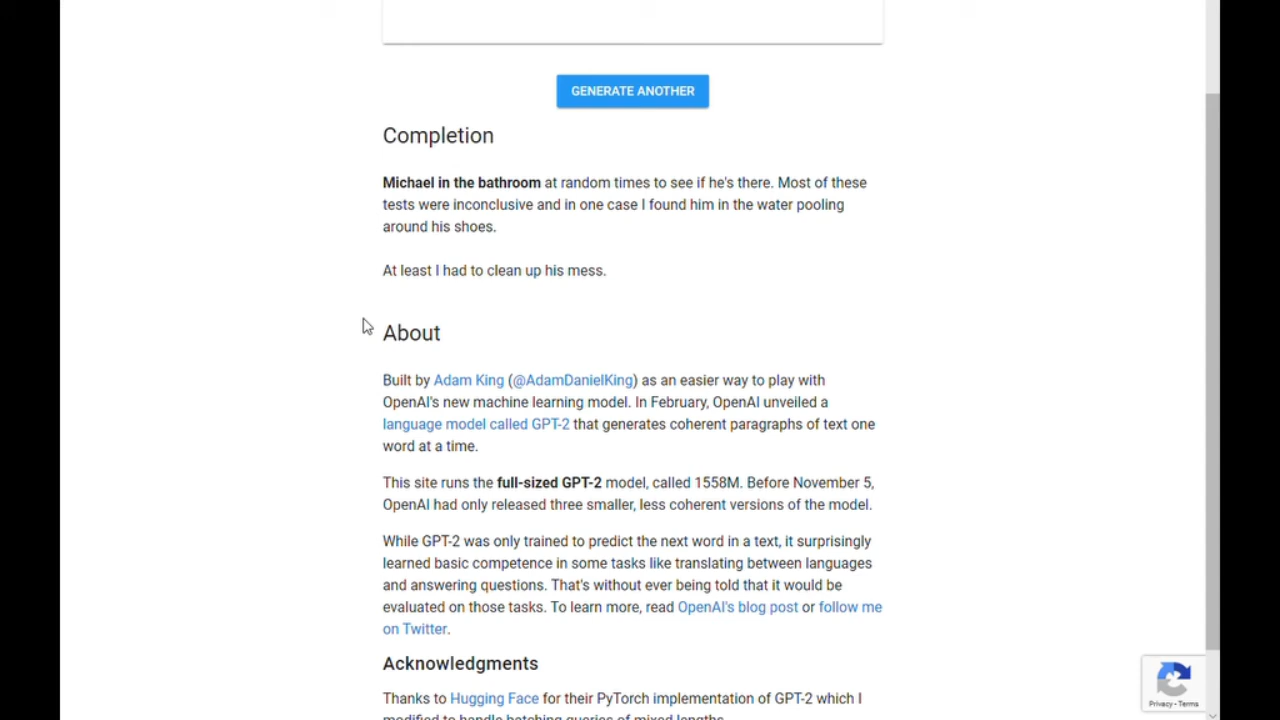 GENERATE ANOTHER
Completion
Michael in the bathroom at random times to see if he's there. Most of these
tests were inconclusive and in one case I found him in the water pooling
around his shoes.
At least I had to clean up his mess.
About
Built by Adam King (@AdamDanielKing) as an easier way to play with
OpenAI's new machine learning model. In February, OpenAI unveiled a
language model called GPT-2 that generates coherent paragraphs of text one
word at a time.
This site runs the full-sized GPT-2 model, called 1558M. Before November 5,
OpenAI had only released three smaller, less coherent versions of the model.
While GPT-2 was only trained to predict the next word in a text, it surprisingly
learned basic competence in some tasks like translating between languages
and answering questions. That's without ever being told that it would be
evaluated on those tasks. To learn more, read OpenAI's blog post or follow me
on Twitter.
Acknowledgments
Thanks to Hugging Face for their PyTorch implementation of GPT-2 which I
modified to handle batching queries of mixed lengths.
Privacy - Terms